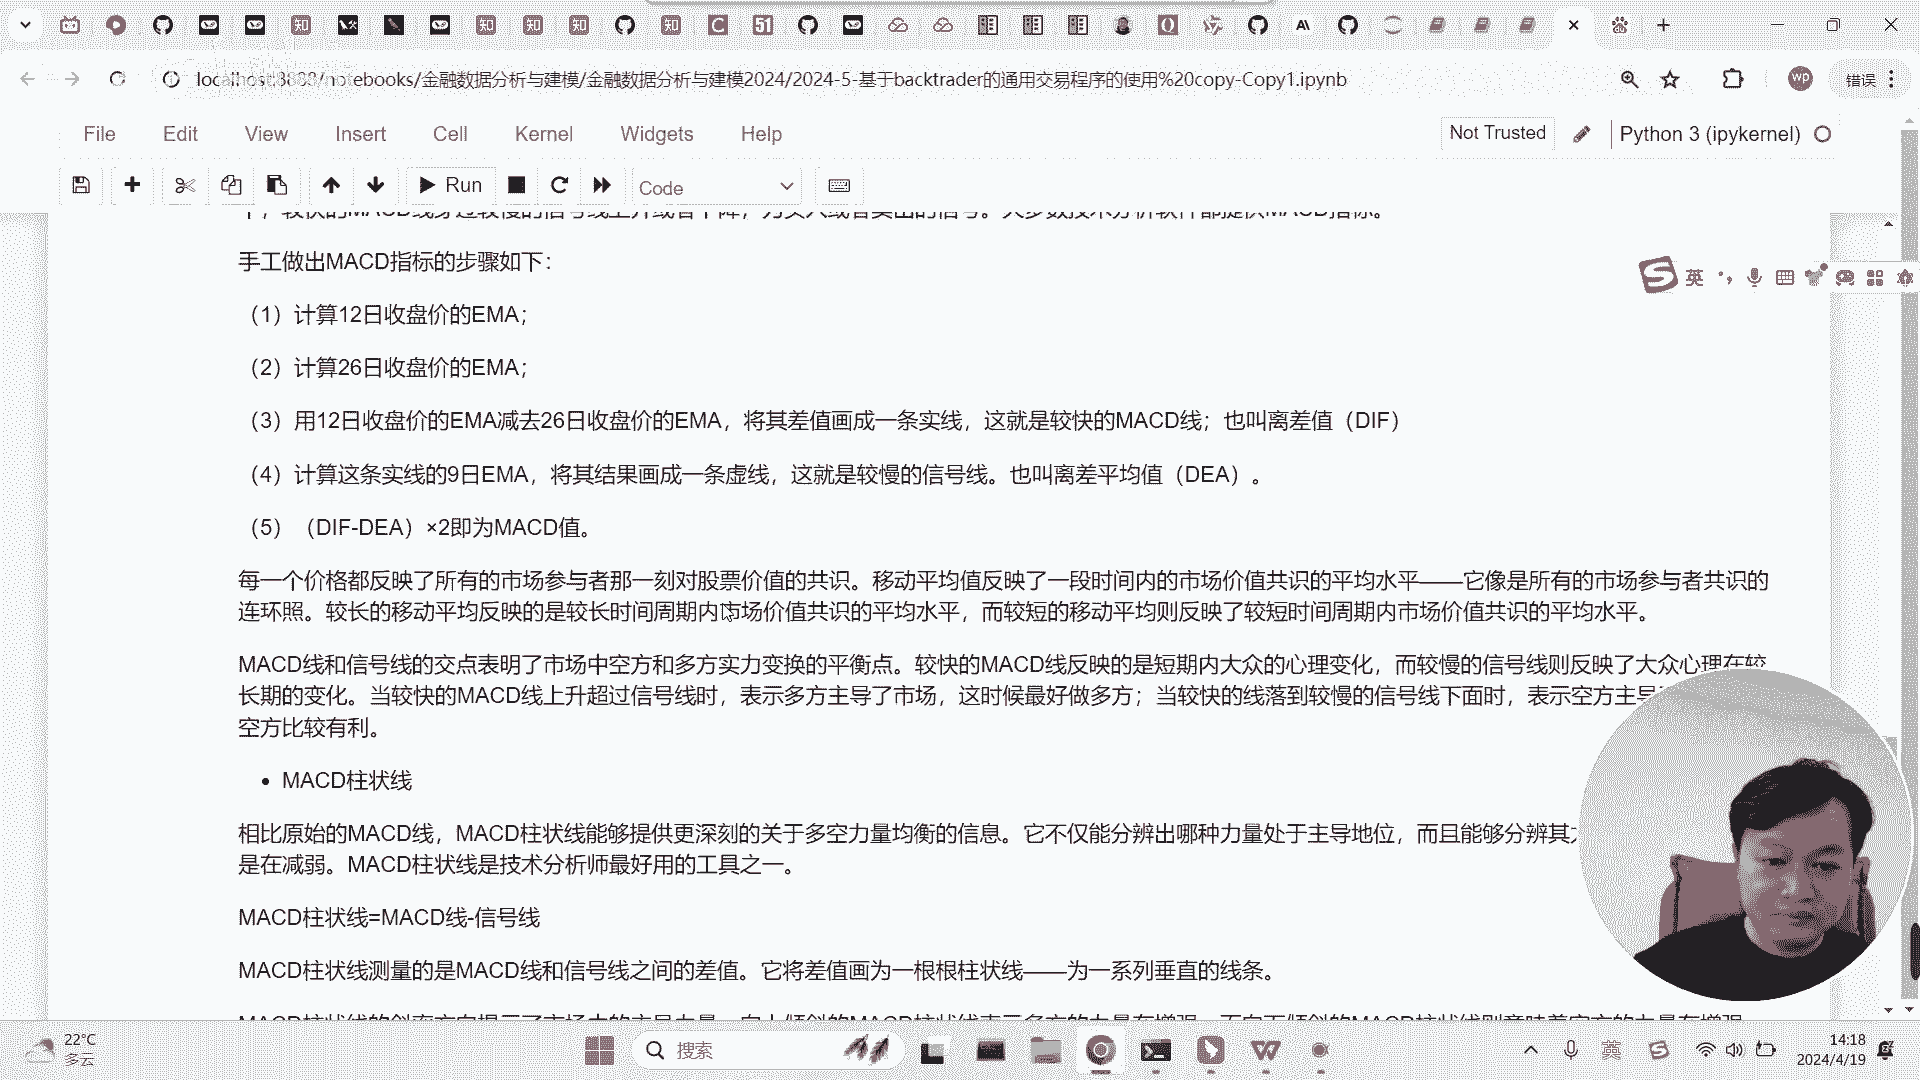 localhost:8888/notebooks/金融数据分析与建模/金融数据分析与建模2024/2024-5-基于backtrader的通用交易程序的使用%20copy-Copy1.ipynb
wp
错误
File Edit View Insert Cell Kernel Widgets Help
Not Trusted
Python 3 (ipykernel)
Run
Code
手工做出MACD指标的步骤如下:
英
（1）计算12日收盘价的EMA；
（2）计算26日收盘价的EMA；
（3）用12日收盘价的EMA减去26日收盘价的EMA，将其差值画成一条实线，这就是较快的MACD线；也叫离差值（DIF）
（4）计算这条实线的9日EMA，将其结果画成一条虚线，这就是较慢的信号线。也叫离差平均值（DEA）。
（5）（DIF-DEA）×2即为MACD值。
每一个价格都反映了所有的市场参与者那一刻对股票价值的共识。移动平均值反映了一段时间内的市场价值共识的平均水平——它像是所有的市场参与者共识的
连环照。较长的移动平均反映的是较长时间周期内市场价值共识的平均水平，而较短的移动平均则反映了较短时间周期内市场价值共识的平均水平。
MACD线和信号线的交点表明了市场中空方和多方实力变换的平衡点。较快的MACD线反映的是短期内大众的心理变化，而较慢的信号线则反映了大众心理在较
长期的变化。当较快的MACD线上升超过信号线时，表示多方主导了市场，这时候最好做多方；当较快的线落到较慢的信号线下面时，表示空方主导
空方比较有利。
• MACD柱状线
相比原始的MACD线，MACD柱状线能够提供更深刻的关于多空力量均衡的信息。它不仅能分辨出哪种力量处于主导地位，而且能够分辨其
是在减弱。MACD柱状线是技术分析师最好用的工具之一。
MACD柱状线=MACD线-信号线
MACD柱状线测量的是MACD线和信号线之间的差值。它将差值画为一根根柱状线——为一系列垂直的线条。
22°C
多云
搜索
英
14:18
2024/4/19